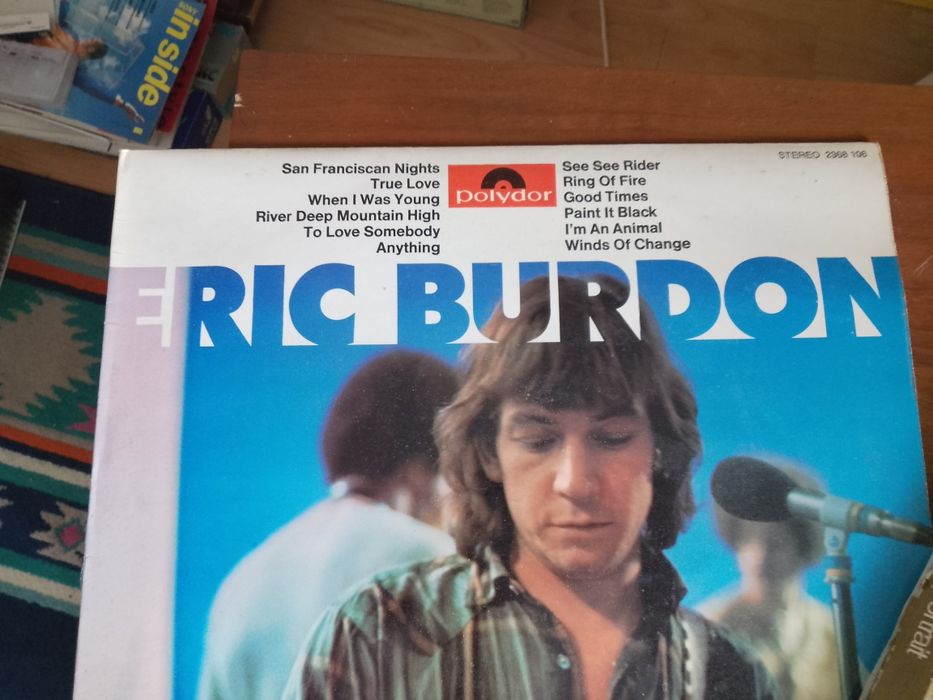 SONY
inside
STEREO 2368 106
San Franciscan Nights
True Love
When I Was Young
River Deep Mountain High
To Love Somebody
Anything
polydor
See See Rider
Ring Of Fire
Good Times
Paint It Black
I'm An Animal
Winds Of Change
ERIC BURDON